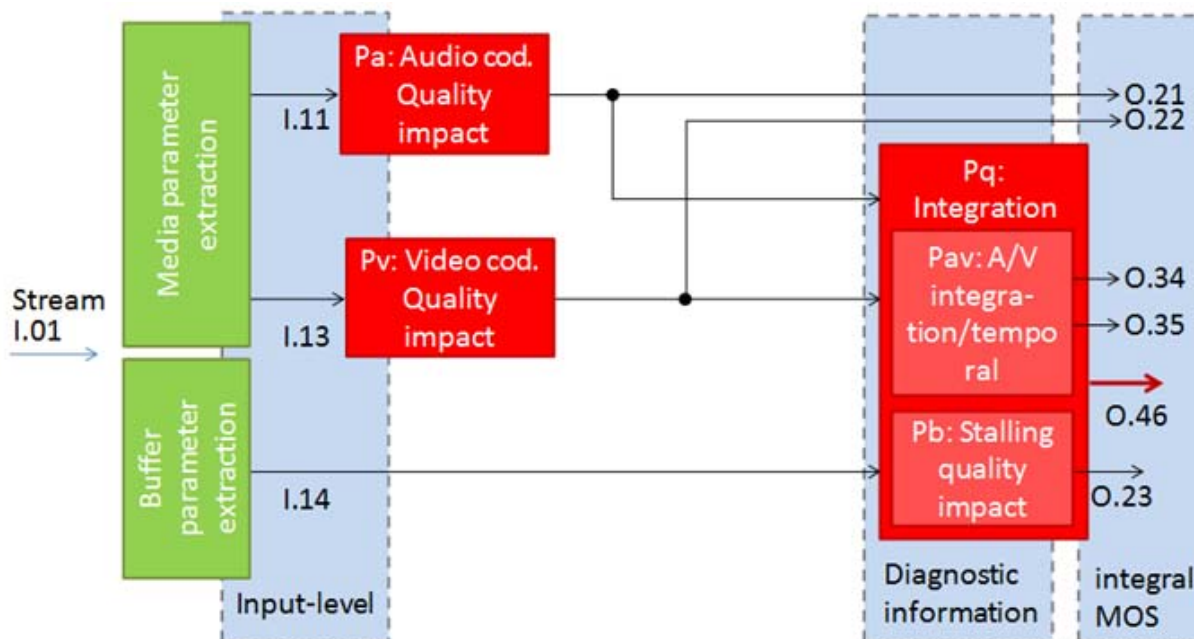 Media parameter
extraction
Pa: Audio cod.
Quality
impact
I.11
O.21
O.22
Pq:
Integration
Pv: Video cod.
Quality
impact
I.13
Pav: A/V
integra-
tion/tempo
ral
O.34
O.35
O.46
Stream
I.01
Buffer
parameter
extraction
I.14
Pb: Stalling
quality
impact
O.23
Input-level
Diagnostic
information
integral
MOS